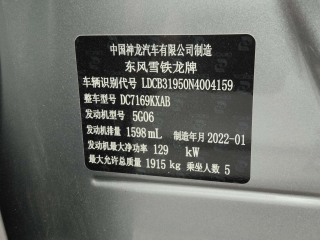 中国神龙汽车有限公司制造
东风雪铁龙牌
车辆识别代号 LDCB31950N4004159
整车型号 DC7169KXAB
发动机型号 5G06
发动机排量 1598 mL 制造年月 2022-01
发动机最大净功率 129 kW
最大允许总质量 1915 kg 乘坐人数 5